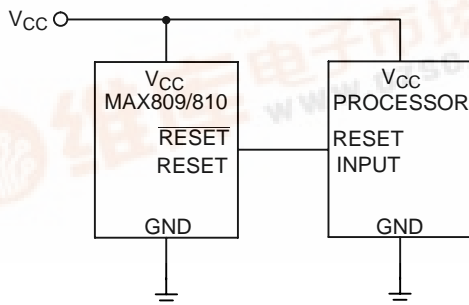 VCC
VCC
MAX809/810
RESET
RESET
GND
VCC
PROCESSOR
RESET
INPUT
GND